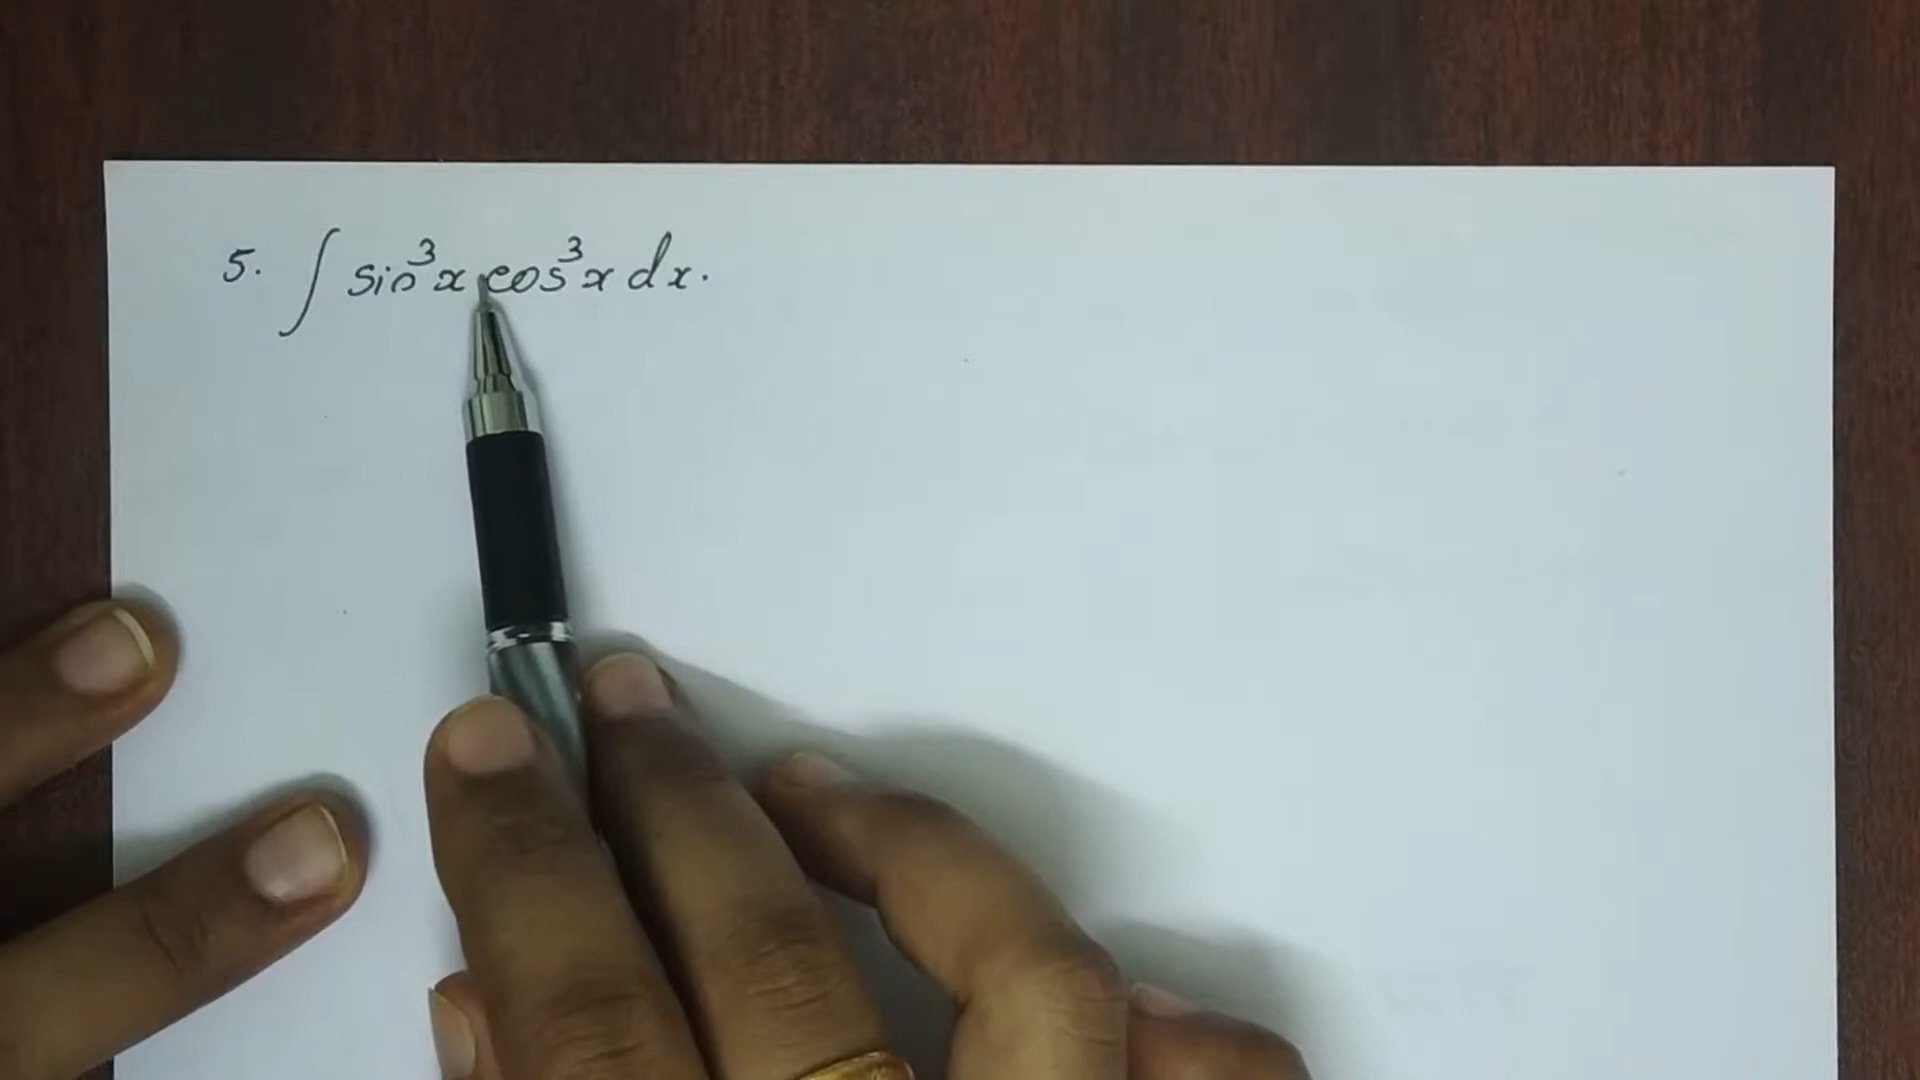 5. ∫ sin³x cos³x dx.